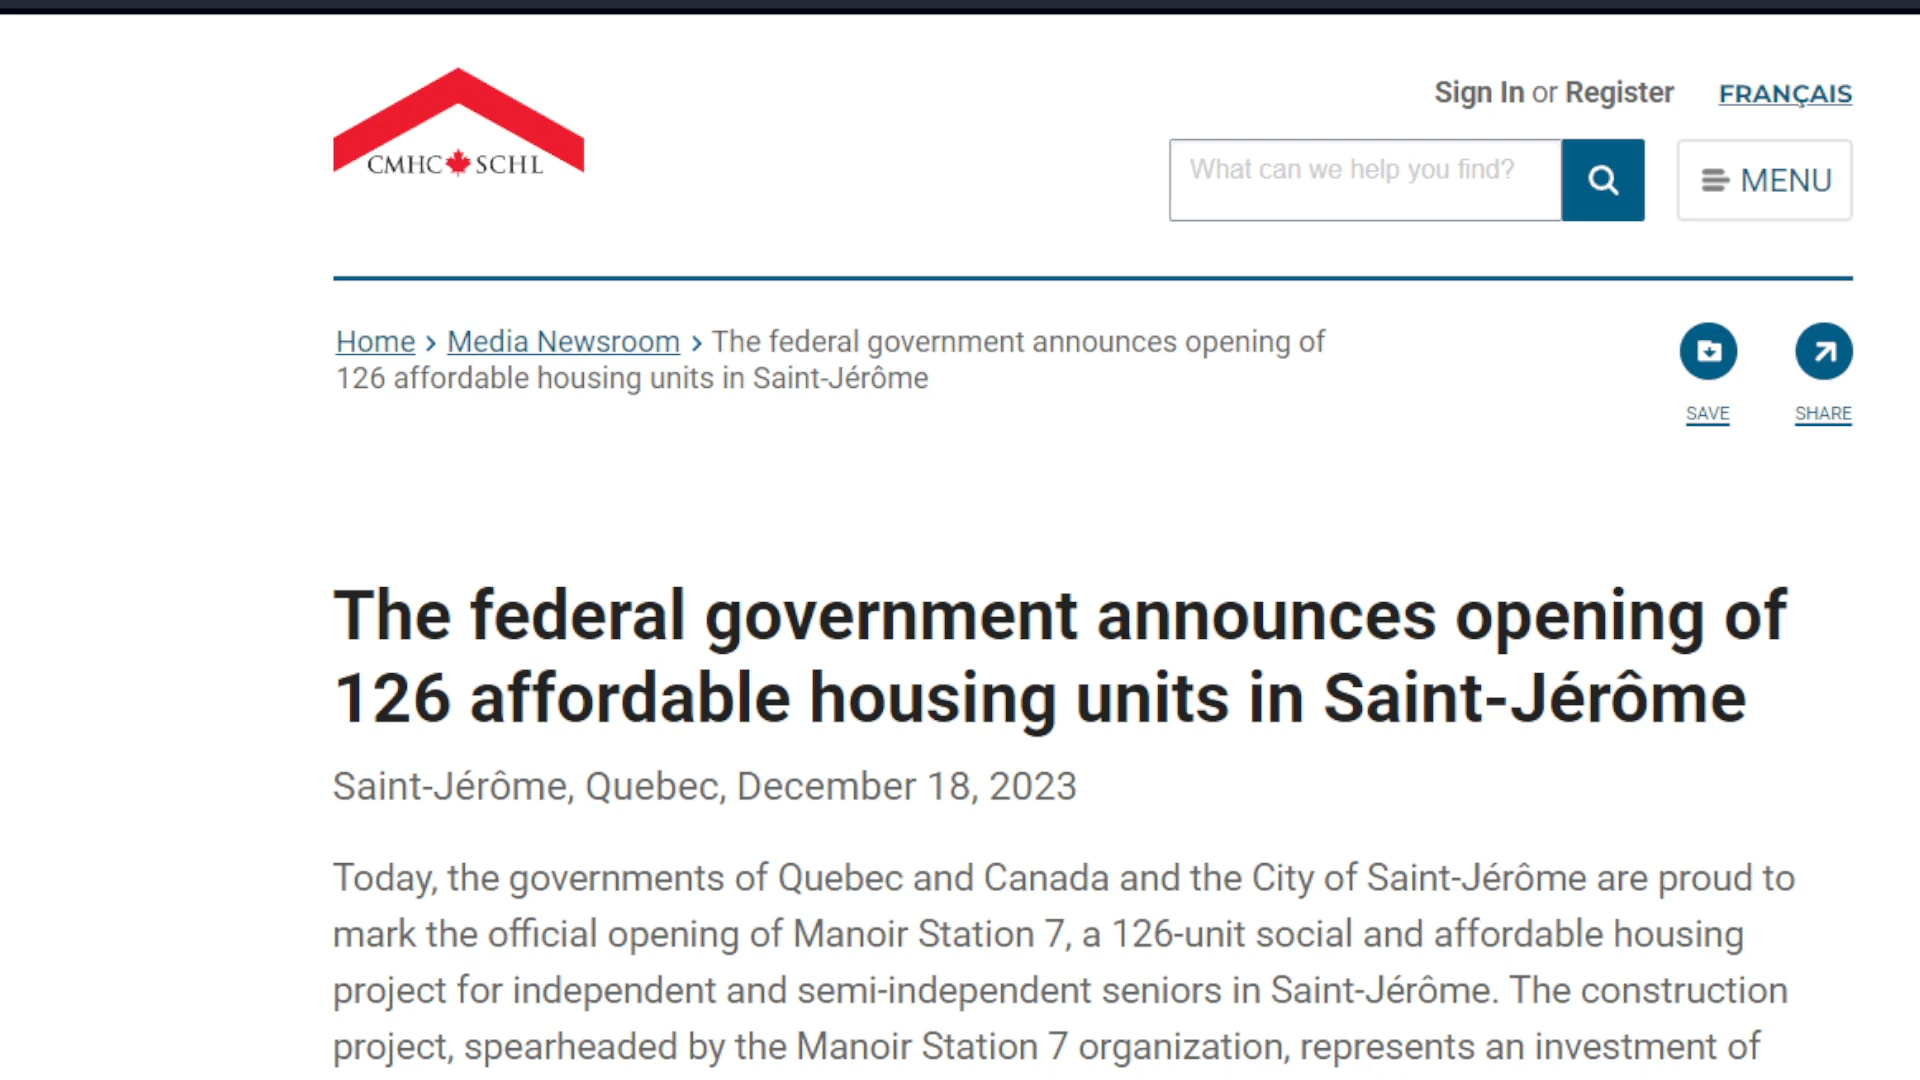 CMHC SCHL
Sign In or Register
FRANÇAIS
What can we help you find?
MENU
Home > Media Newsroom > The federal government announces opening of
126 affordable housing units in Saint-Jérôme
SAVE
SHARE
The federal government announces opening of
126 affordable housing units in Saint-Jérôme
Saint-Jérôme, Quebec, December 18, 2023
Today, the governments of Quebec and Canada and the City of Saint-Jérôme are proud to
mark the official opening of Manoir Station 7, a 126-unit social and affordable housing
project for independent and semi-independent seniors in Saint-Jérôme. The construction
project, spearheaded by the Manoir Station 7 organization, represents an investment of